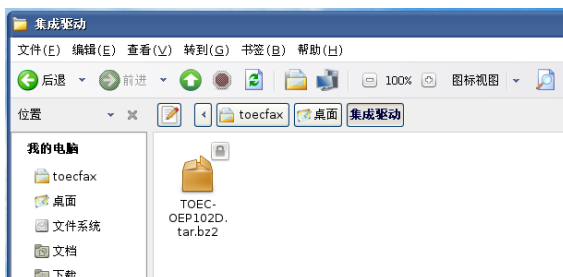 集成驱动
文件(F) 编辑(E) 查看(V) 转到(G) 书签(B) 帮助(H)
后退 前进 100% 图标视图
位置 toecfax 桌面 集成驱动
我的电脑
toecfax
桌面
文件系统
文档
下载
TOEC-
OEP102D.
tar.bz2